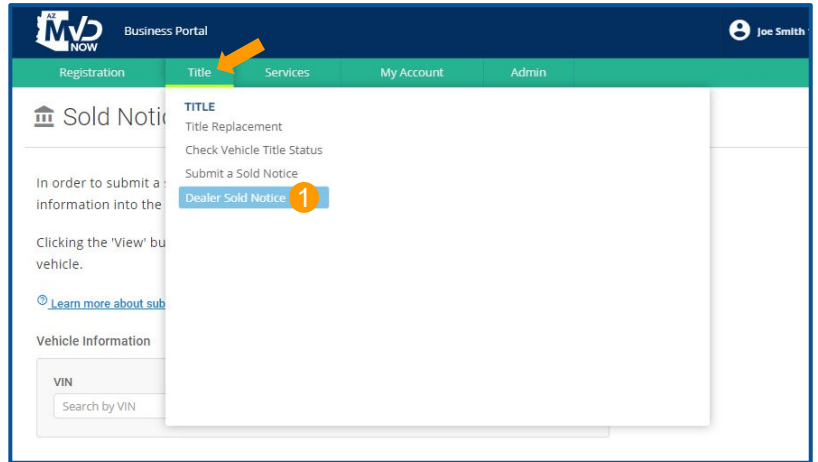 AZ
MVD
NOW
Business Portal
Joe Smith
Registration Title Services My Account Admin
Sold Notic
TITLE
Title Replacement
Check Vehicle Title Status
Submit a Sold Notice
Dealer Sold Notice 1
In order to submit a
information into the
Clicking the 'View' bu
vehicle.
Learn more about sub
Vehicle Information
VIN
Search by VIN